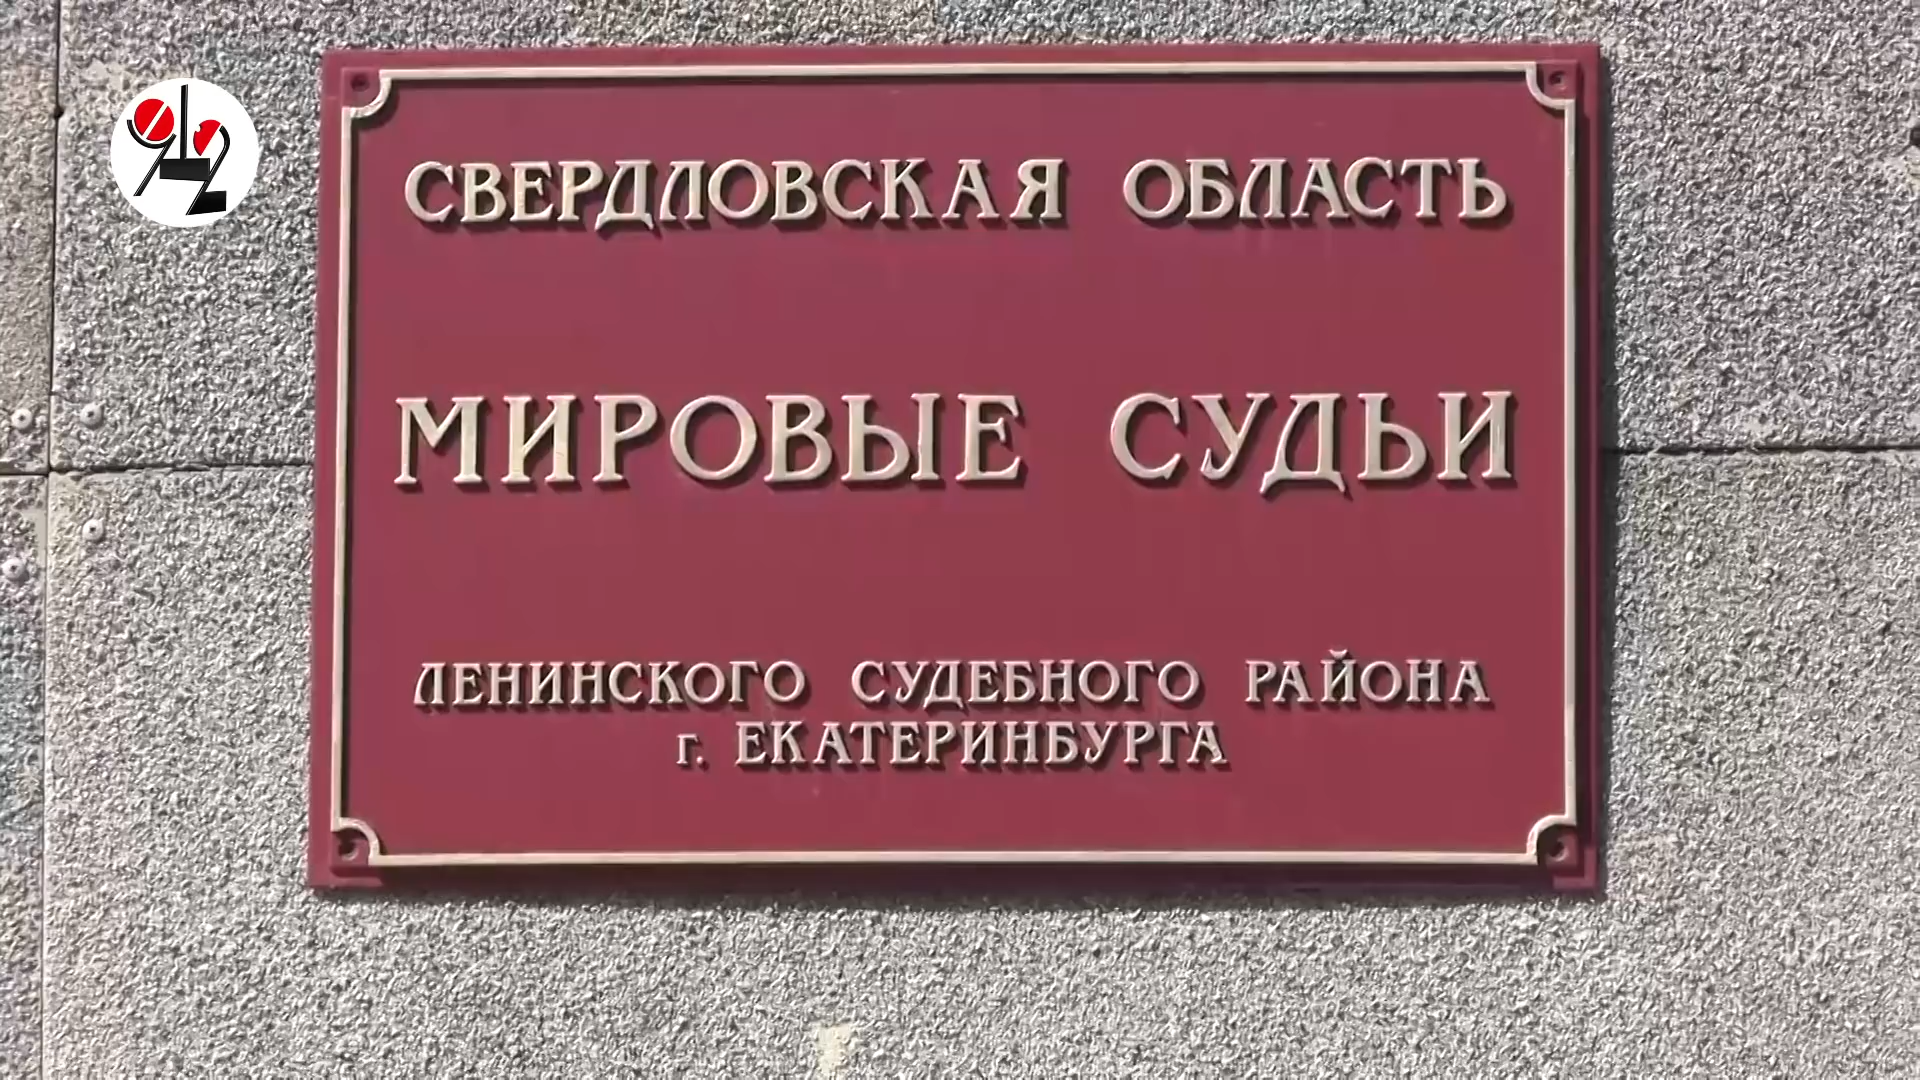 СВЕРДЛОВСКАЯ ОБЛАСТЬ
МИРОВЫЕ СУДЬИ
ЛЕНИНСКОГО СУДЕБНОГО РАЙОНА
г. ЕКАТЕРИНБУРГА